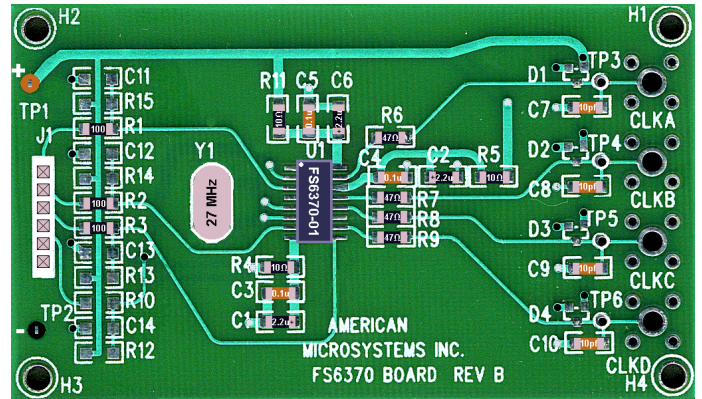 H2
H1
+
C11
R11
C5
C6
D1
TP3
TP1
R15
10Ω
0.1u
2.2u
C7
10pf
J1
100
R1
U1
R6
47Ω
CLKA
C12
Y1
D2
TP4
R14
27 MHz
FS6370-01
C4
0.1u
C2
2.2u
R5
10Ω
C8
10pf
100
R2
47Ω
R7
CLKB
100
R3
47Ω
R8
D3
TP5
C13
47Ω
R9
R13
R4
10Ω
C9
10pf
CLKC
R10
C3
0.1u
TP2
C14
C1
2.2u
D4
TP6
-
R12
AMERICAN
MICROSYSTEMS INC.
C10
10pf
FS6370 BOARD REV B
CLKD
H3
H4